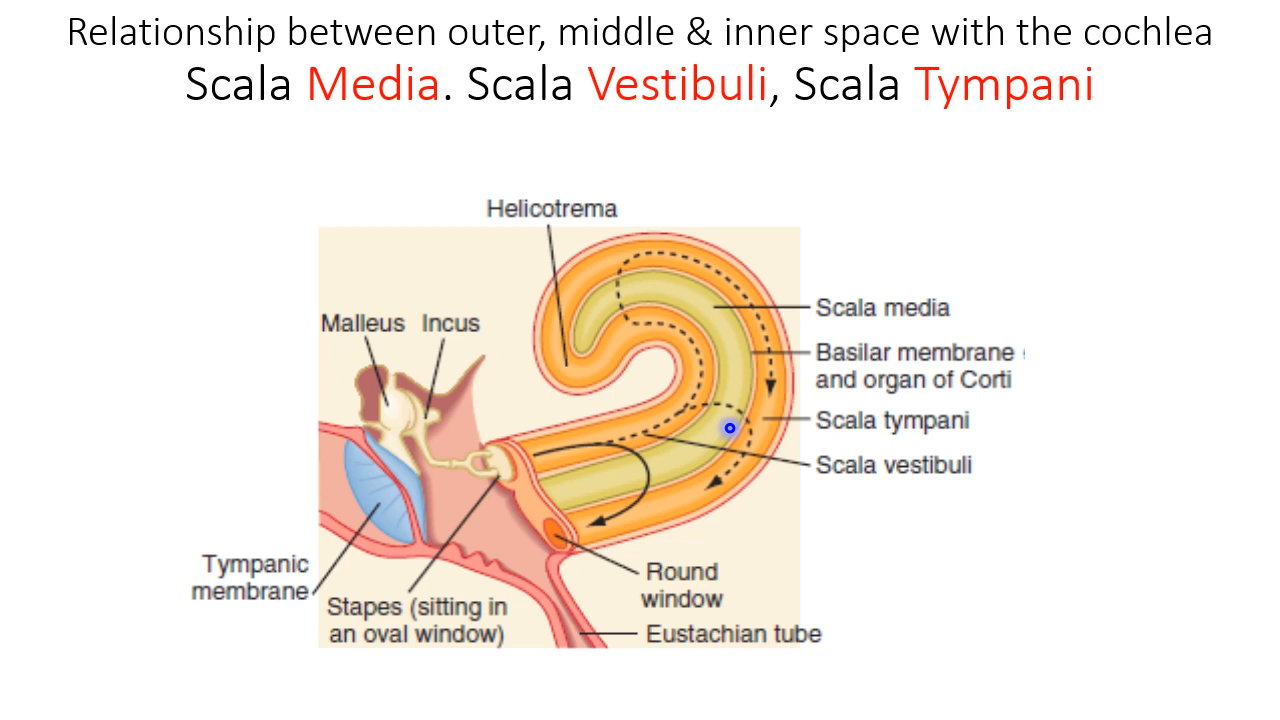 Relationship between outer, middle & inner space with the cochlea
Scala Media. Scala Vestibuli, Scala Tympani
Helicotrema
Malleus Incus
Scala media
Basilar membrane
and organ of Corti
Scala tympani
Scala vestibuli
Tympanic
membrane
Stapes (sitting in
an oval window)
Round
window
Eustachian tube